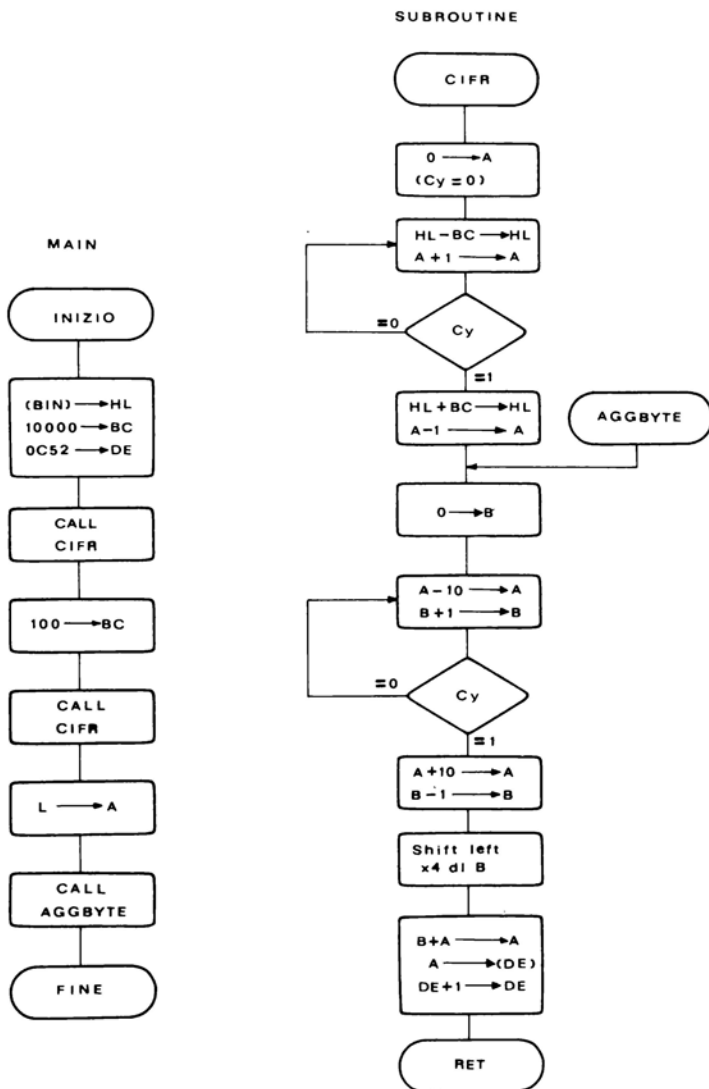 MAIN
INIZIO
(BIN) → HL
10000 → BC
0C52 → DE
CALL
CIFR
100 → BC
CALL
CIFR
L → A
CALL
AGGBYTE
FINE
SUBROUTINE
CIFR
0 → A
(Cy = 0)
HL − BC → HL
A + 1 → A
Cy
=0
=1
HL + BC → HL
A − 1 → A
AGGBYTE
0 → B
A − 10 → A
B + 1 → B
Cy
=0
=1
A + 10 → A
B − 1 → B
Shift left
x4 dl B
B + A → A
A → (DE)
DE + 1 → DE
RET